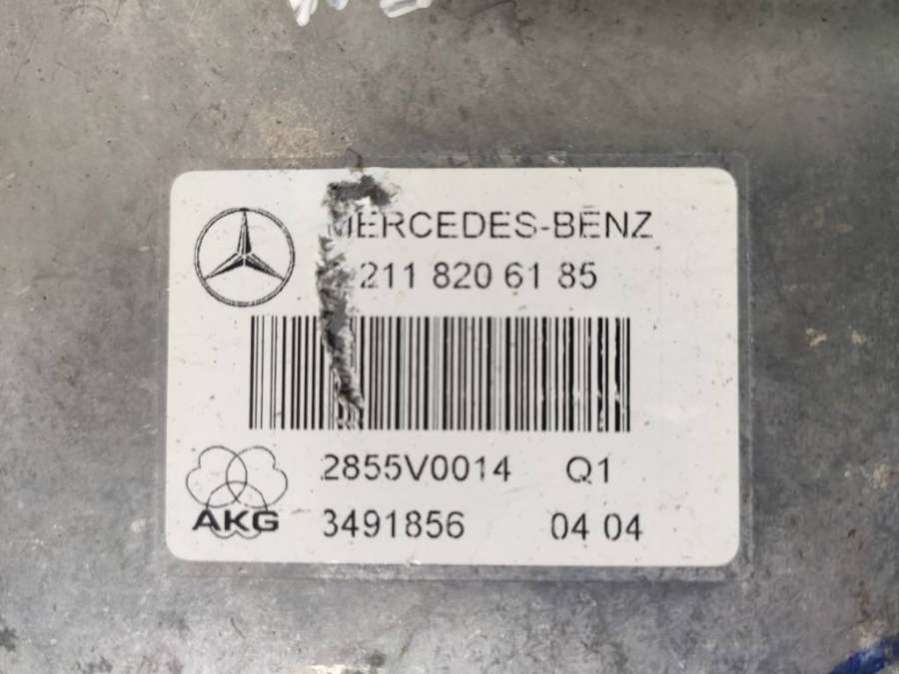 MERCEDES-BENZ
211 820 61 85
2855V0014 Q1
AKG
3491856 04 04